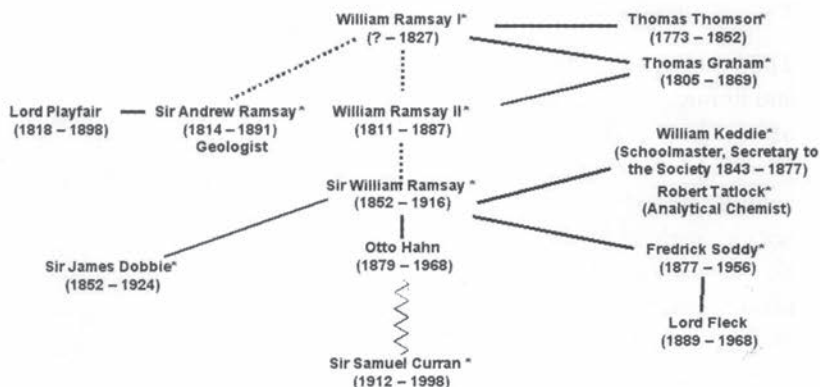 William Ramsay I*
(? – 1827)
Thomas Thomson*
(1773 – 1852)
Thomas Graham*
(1805 – 1869)
Lord Playfair
(1818 – 1898)
Sir Andrew Ramsay *
(1814 – 1891)
Geologist
William Ramsay II*
(1811 – 1887)
William Keddie*
(Schoolmaster, Secretary to
the Society 1843 – 1877)
Sir William Ramsay *
(1852 – 1916)
Robert Tatlock*
(Analytical Chemist)
Otto Hahn
(1879 – 1968)
Fredrick Soddy*
(1877 – 1956)
Sir James Dobbie*
(1852 – 1924)
Lord Fleck
(1889 – 1968)
Sir Samuel Curran *
(1912 – 1998)